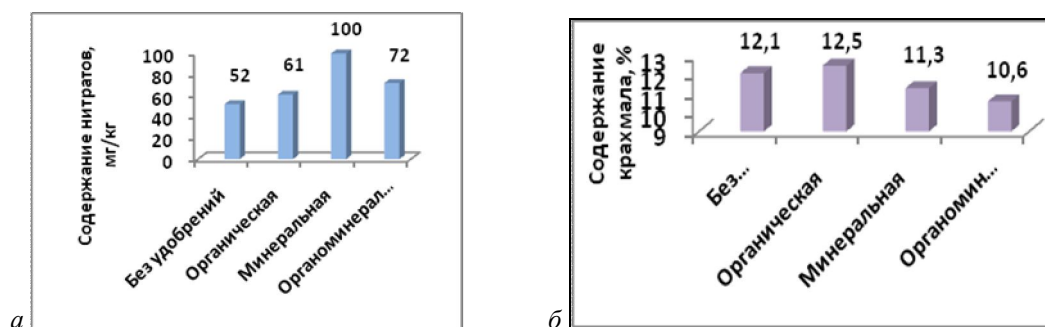 Содержание нитратов,
мг/кг
100
80
60
40
20
0
52
61
100
72
Без удобрений
Органическая
Минеральная
Органоминерал...
а
Содержание
крахмала, %
13
12
11
10
9
12,1
12,5
11,3
10,6
Без...
Органическая
Минеральная
Органомин...
б